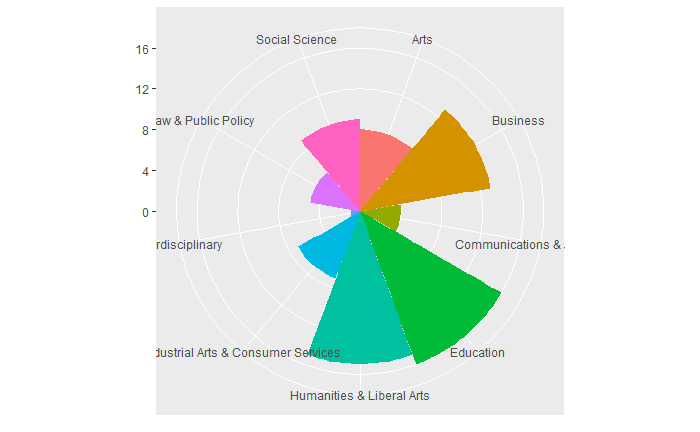 Social Science
Arts
16
12
aw & Public Policy
Business
8
4
0
rdisciplinary
Communications &
dustrial Arts & Consumer Services
Education
Humanities & Liberal Arts